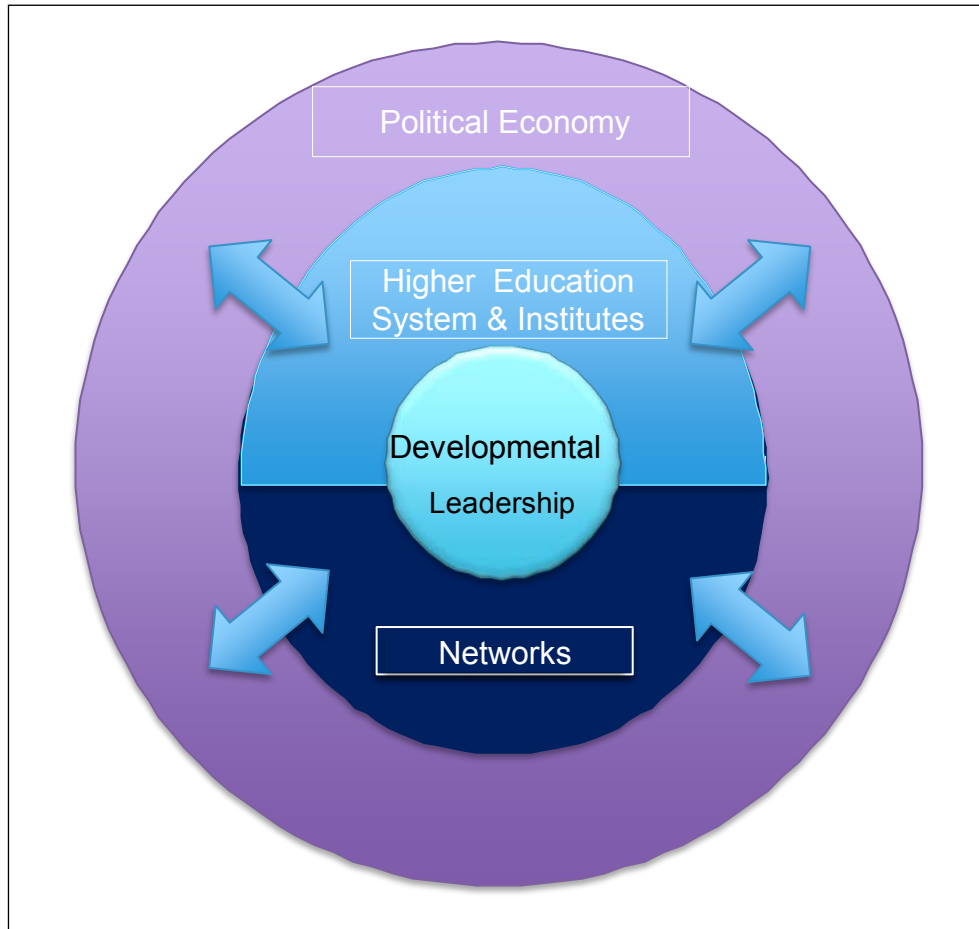 Political Economy
Higher Education
System & Institutes
Developmental
Leadership
Networks